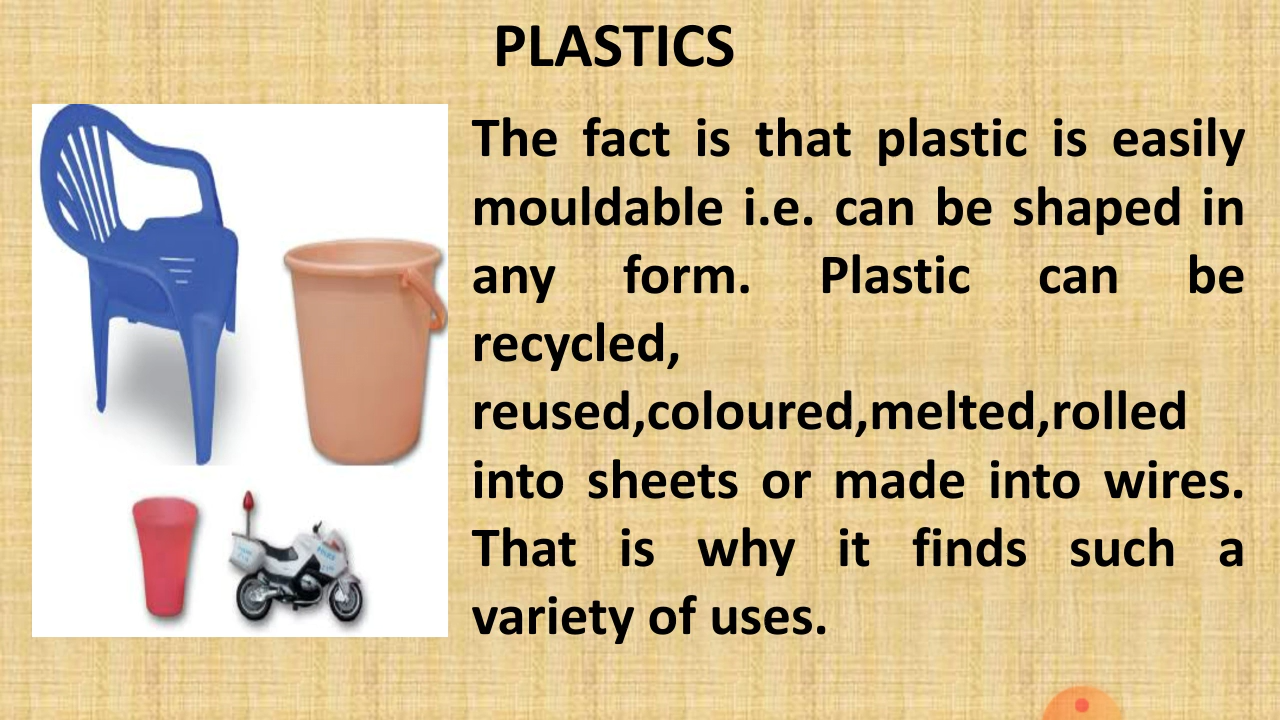 PLASTICS
The fact is that plastic is easily
mouldable i.e. can be shaped in
any form. Plastic can be
recycled,
reused,coloured,melted,rolled
into sheets or made into wires.
That is why it finds such a
variety of uses.